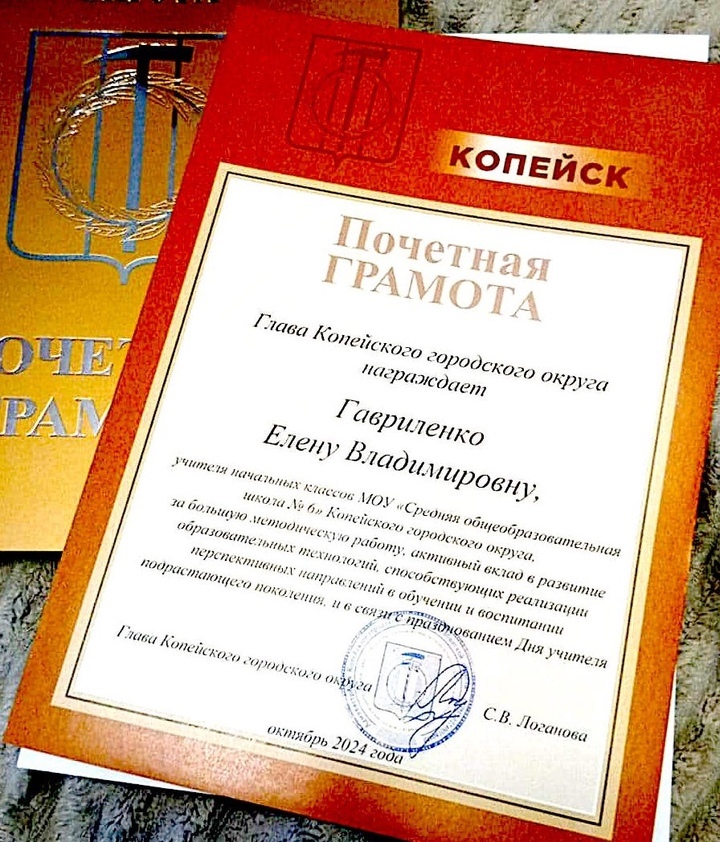 КОПЕЙСК
Почетная
ГРАМОТА
Глава Копейского городского округа
награждает
Гавриленко
Елену Владимировну,
учителя начальных классов МОУ «Средняя общеобразовательная
школа № 6» Копейского городского округа,
за большую методическую работу, активный вклад в развитие
образовательных технологий, способствующих реализации
перспективных направлений в обучении и воспитании
подрастающего поколения, и в связи с празднованием Дня учителя
Глава Копейского городского округа
С.В. Логанова
октябрь 2024 года